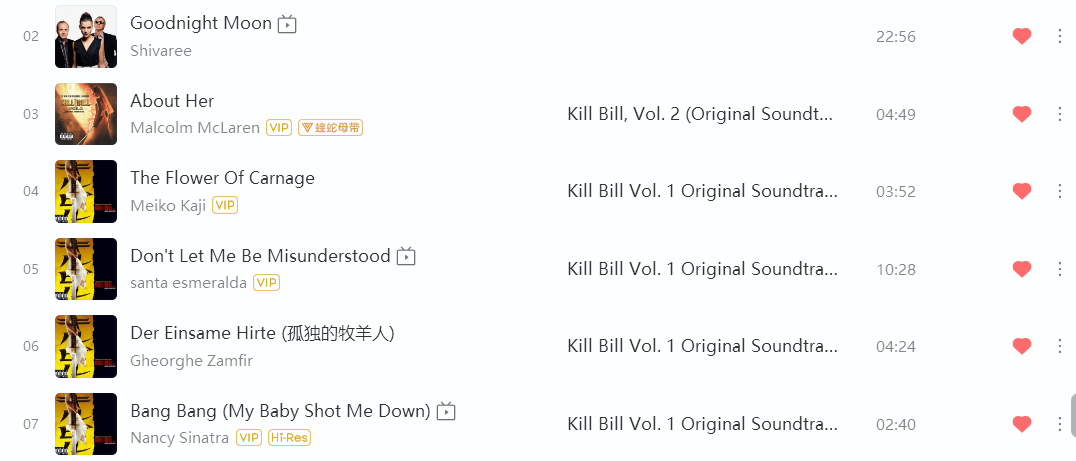 02
Goodnight Moon
Shivaree
22:56
03
About Her
Malcolm McLaren VIP 臻蛇母带
Kill Bill, Vol. 2 (Original Soundt...
04:49
04
The Flower Of Carnage
Meiko Kaji VIP
Kill Bill Vol. 1 Original Soundtra...
03:52
05
Don't Let Me Be Misunderstood
santa esmeralda VIP
Kill Bill Vol. 1 Original Soundtra...
10:28
06
Der Einsame Hirte (孤独的牧羊人)
Gheorghe Zamfir
Kill Bill Vol. 1 Original Soundtra...
04:24
07
Bang Bang (My Baby Shot Me Down)
Nancy Sinatra VIP Hi-Res
Kill Bill Vol. 1 Original Soundtra...
02:40